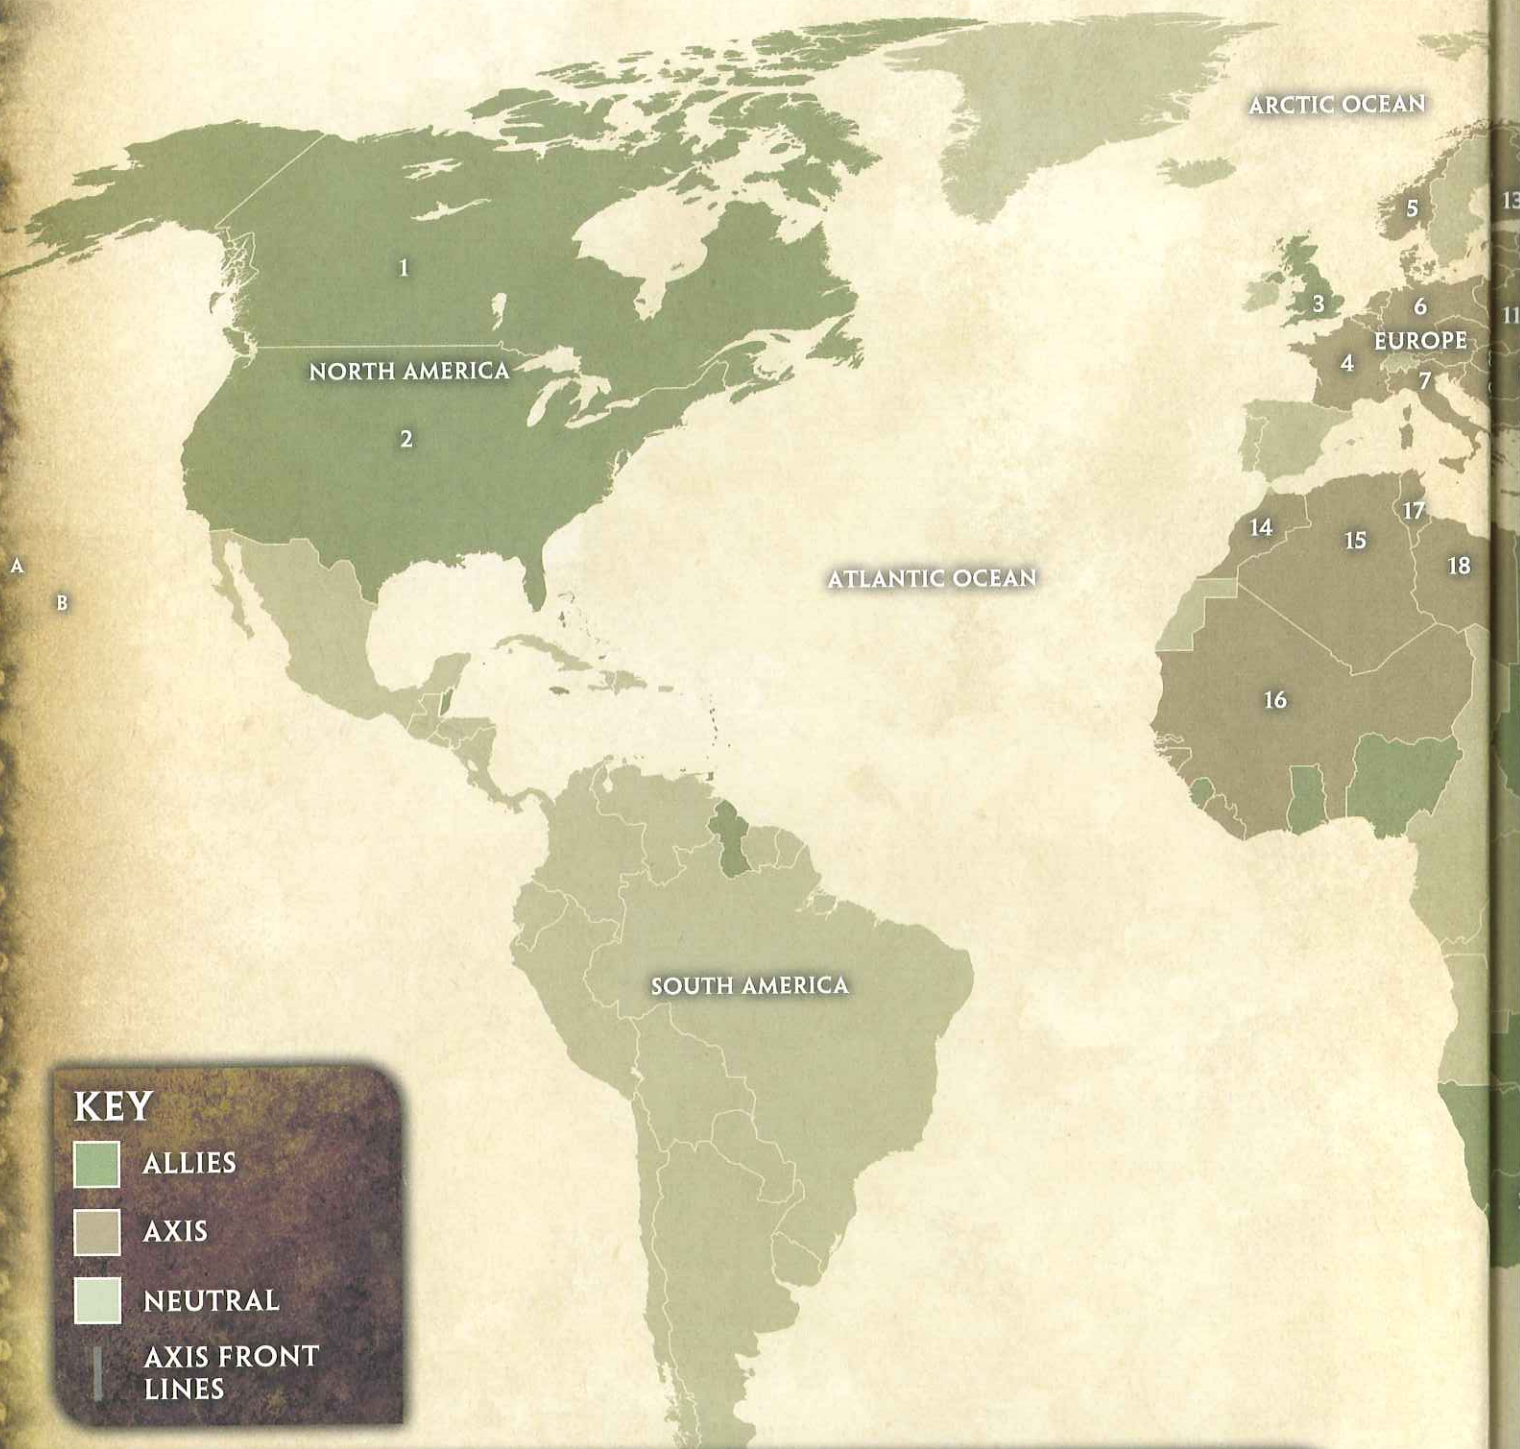 ARCTIC OCEAN
5
13
1
3
6
11
EUROPE
4
NORTH AMERICA
7
2
17
14
15
A
18
ATLANTIC OCEAN
B
16
SOUTH AMERICA
KEY
ALLIES
AXIS
NEUTRAL
AXIS FRONT
LINES